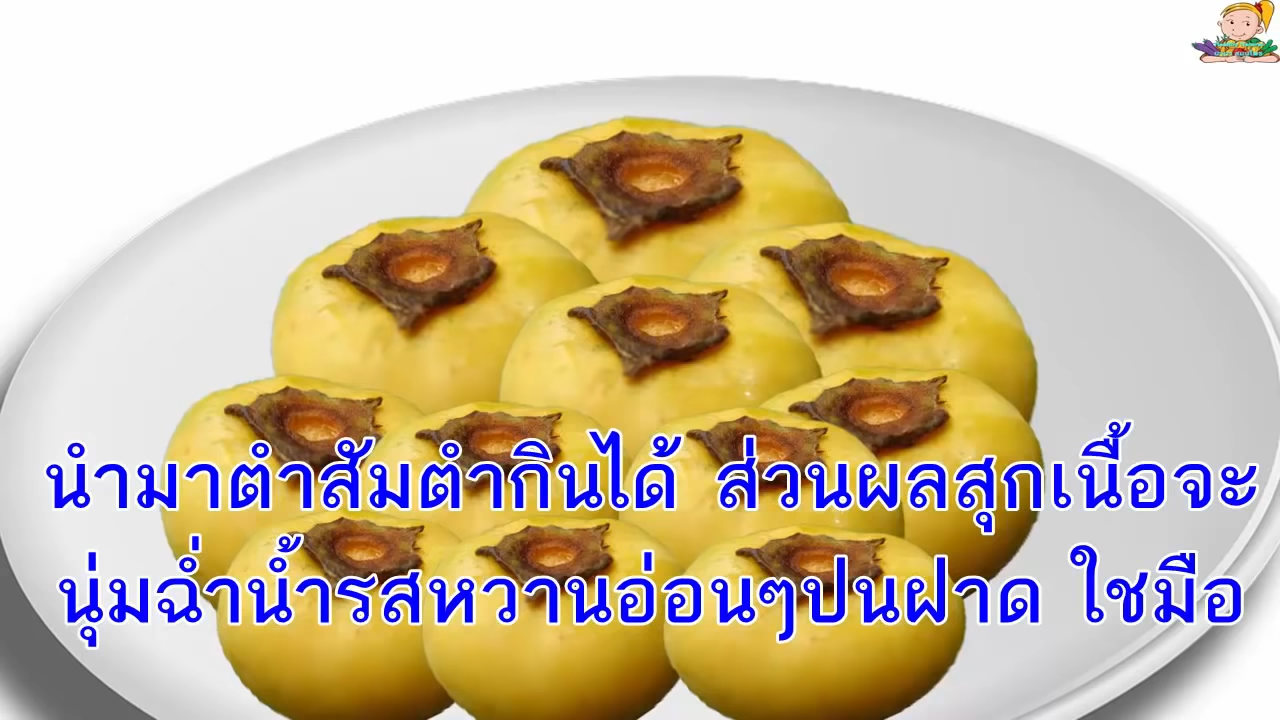 นำมาตำสัมตำกินได้ ส่วนผลสุกเนื้อจะ
นุ่มฉ่ำน้ำรสหวานอ่อนๆปนฝาด ใชมือ